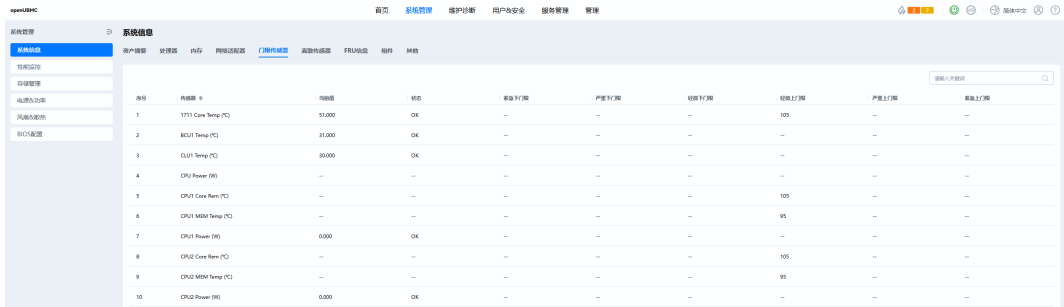 openUBMC 首页 系统管理 维护诊断 用户&安全 服务管理 管理 简体中文
系统管理
系统信息
性能监控
存储管理
电源&功率
风扇&散热
BIOS配置
系统信息
资产摘要 处理器 内存 网络适配器 门限传感器 离散传感器 FRU信息 组件 其他
请输入关键词
序号 传感器 当前值 状态 紧急下门限 严重下门限 轻微下门限 轻微上门限 严重上门限 紧急上门限
1 1711 Core Temp (℃) 51.000 OK -- -- -- 105 -- --
2 BCU1 Temp (℃) 31.000 OK -- -- -- -- -- --
3 CLU1 Temp (℃) 30.000 OK -- -- -- -- -- --
4 CPU Power (W) -- -- -- -- -- -- -- --
5 CPU1 Core Rem (℃) -- -- -- -- -- 105 -- --
6 CPU1 MEM Temp (℃) -- -- -- -- -- 95 -- --
7 CPU1 Power (W) 0.000 OK -- -- -- -- -- --
8 CPU2 Core Rem (℃) -- -- -- -- -- 105 -- --
9 CPU2 MEM Temp (℃) -- -- -- -- -- 95 -- --
10 CPU2 Power (W) 0.000 OK -- -- -- -- -- --